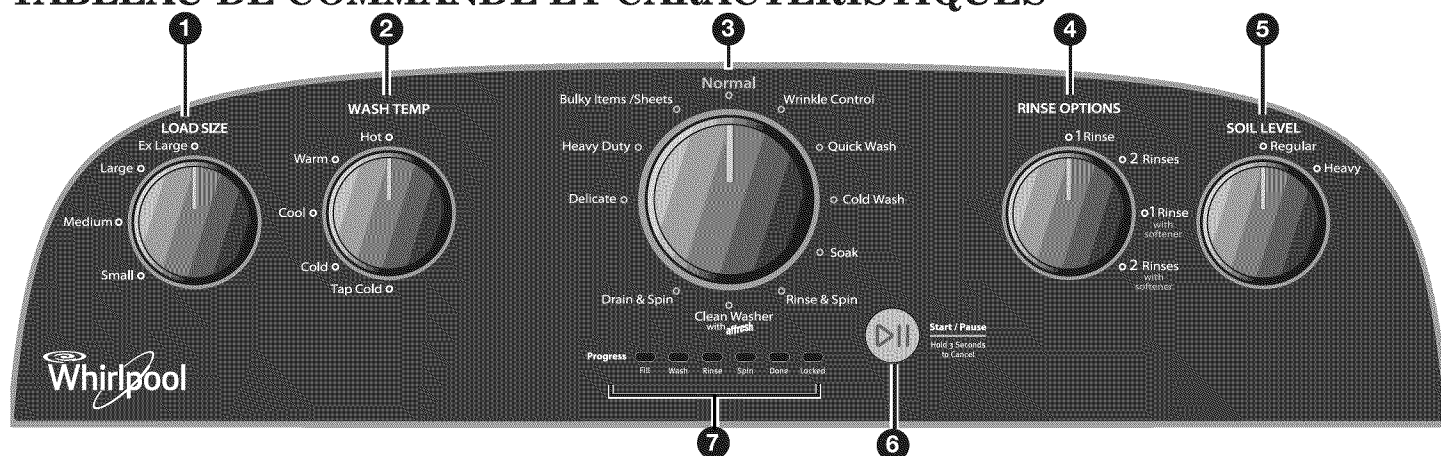 TABLEAU DE COMMANDE ET CARACTÉRISTIQUES
1
2
3
4
5
LOAD SIZE
Ex Large
Large
Medium
Small
WASH TEMP
Hot
Warm
Cool
Cold
Tap Cold
Normal
Bulky Items /Sheets
Wrinkle Control
Heavy Duty
Quick Wash
Delicate
Cold Wash
Soak
Drain & Spin
Rinse & Spin
Clean Washer
with affresh
RINSE OPTIONS
1 Rinse
2 Rinses
1 Rinse
with
softener
2 Rinses
with
softener
SOIL LEVEL
Regular
Heavy
Start / Pause
Hold 3 Seconds
to Cancel
Progress
Fill
Wash
Rinse
Spin
Done
Locked
Whirlpool
7
6